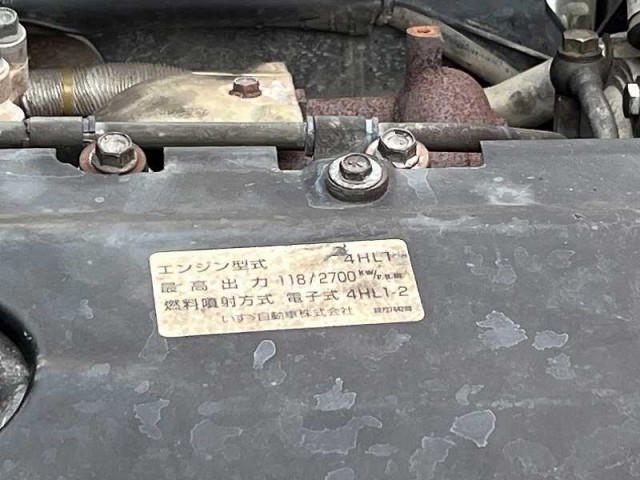 エンジン型式 4HL1
最高出力 118/2700 kW/r.p.m
燃料噴射方式 電子式 4HL1-2
いすゞ自動車株式会社